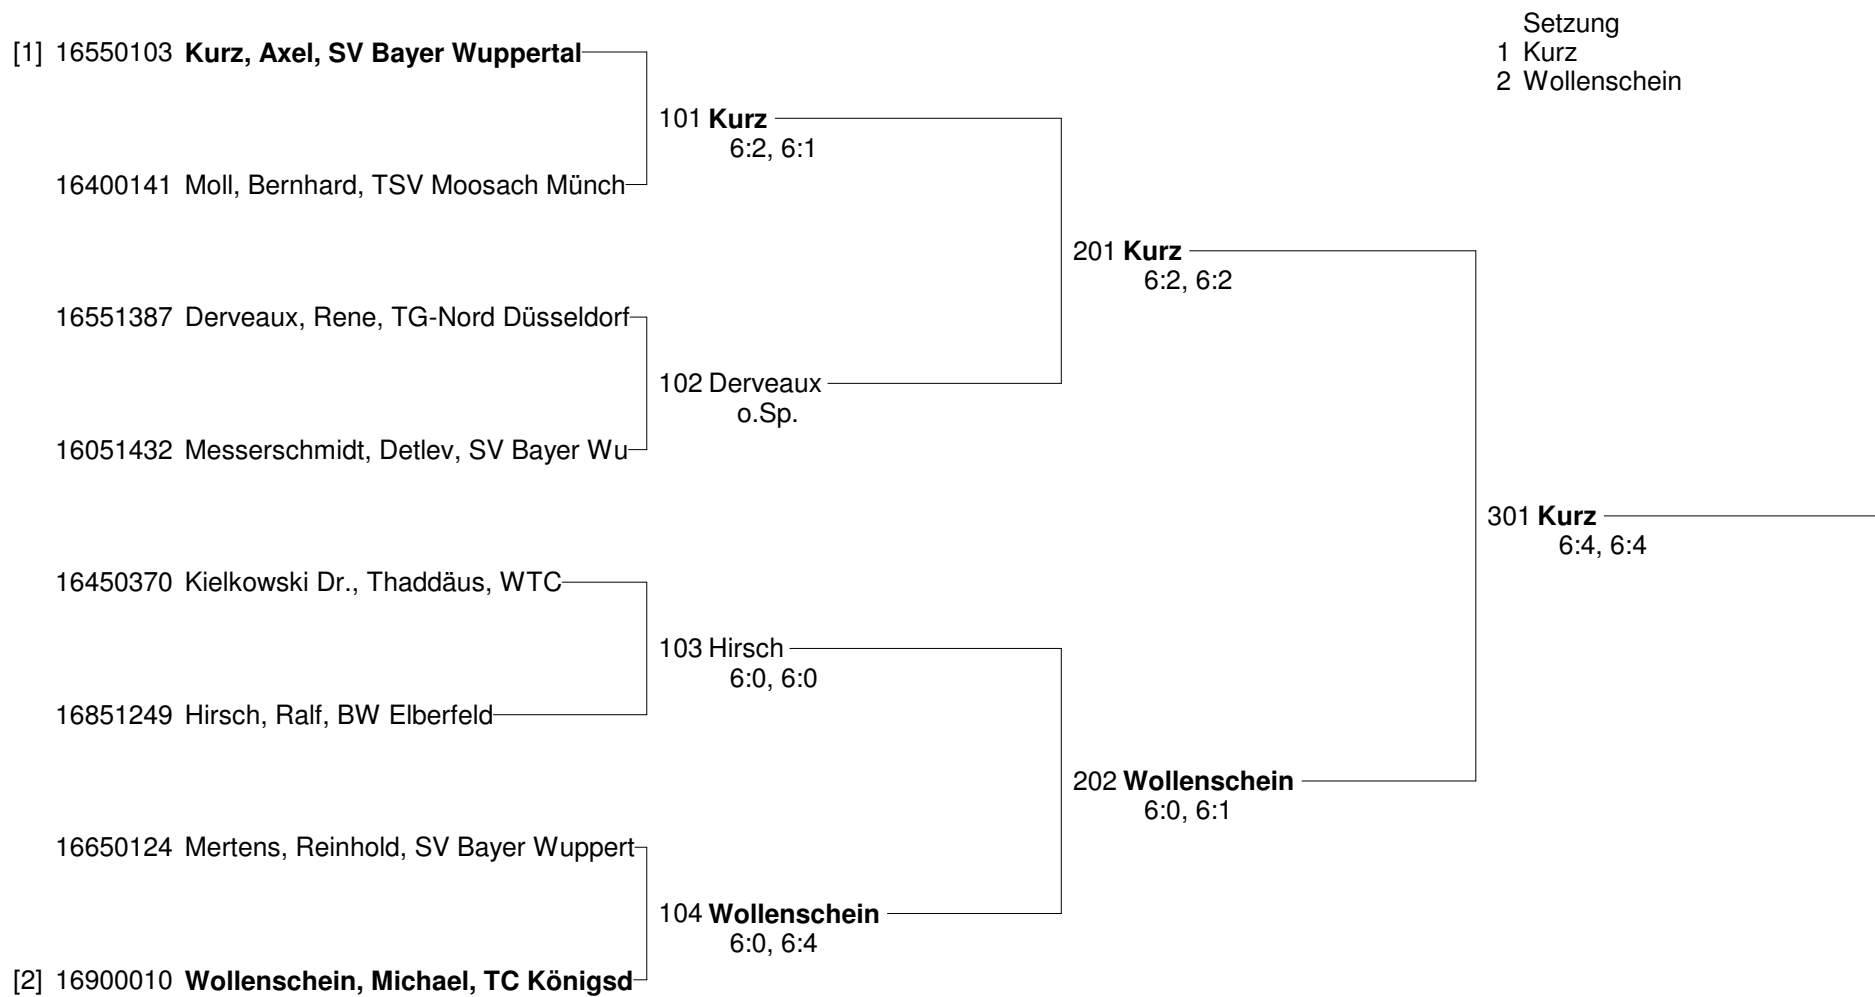 Setzung
1 Kurz
2 Wollenschein
[1] 16550103 Kurz, Axel, SV Bayer Wuppertal
101 Kurz
6:2, 6:1
16400141 Moll, Bernhard, TSV Moosach Münch
201 Kurz
6:2, 6:2
16551387 Derveaux, Rene, TG-Nord Düsseldorf
102 Derveaux
o.Sp.
16051432 Messerschmidt, Detlev, SV Bayer Wu
301 Kurz
6:4, 6:4
16450370 Kielkowski Dr., Thaddäus, WTC
103 Hirsch
6:0, 6:0
16851249 Hirsch, Ralf, BW Elberfeld
202 Wollenschein
6:0, 6:1
16650124 Mertens, Reinhold, SV Bayer Wuppert
104 Wollenschein
6:0, 6:4
[2] 16900010 Wollenschein, Michael, TC Königsd